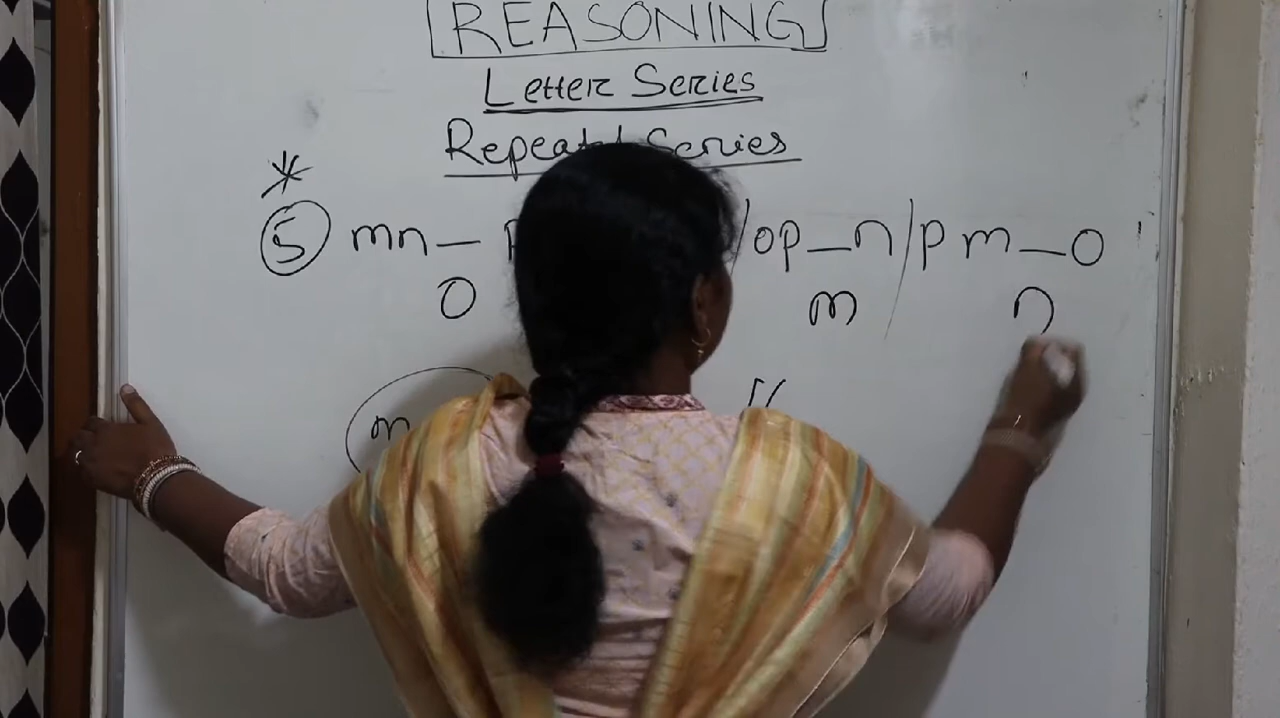 REASONING
Letter Series
Repeated Series
*
5 mn_ p /op_n/pm_o
o m n
m